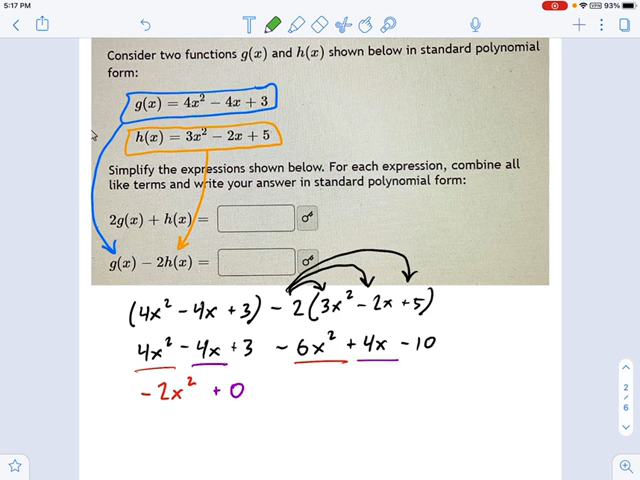 5:17 PM
93%
T
Consider two functions g(x) and h(x) shown below in standard polynomial
form:
g(x) = 4x² − 4x + 3
h(x) = 3x² − 2x + 5
Simplify the expressions shown below. For each expression, combine all
like terms and write your answer in standard polynomial form:
2g(x) + h(x) =
g(x) − 2h(x) =
(4x² − 4x + 3) − 2(3x² − 2x + 5)
4x² − 4x + 3 − 6x² + 4x − 10
− 2x² + 0
2
/
6